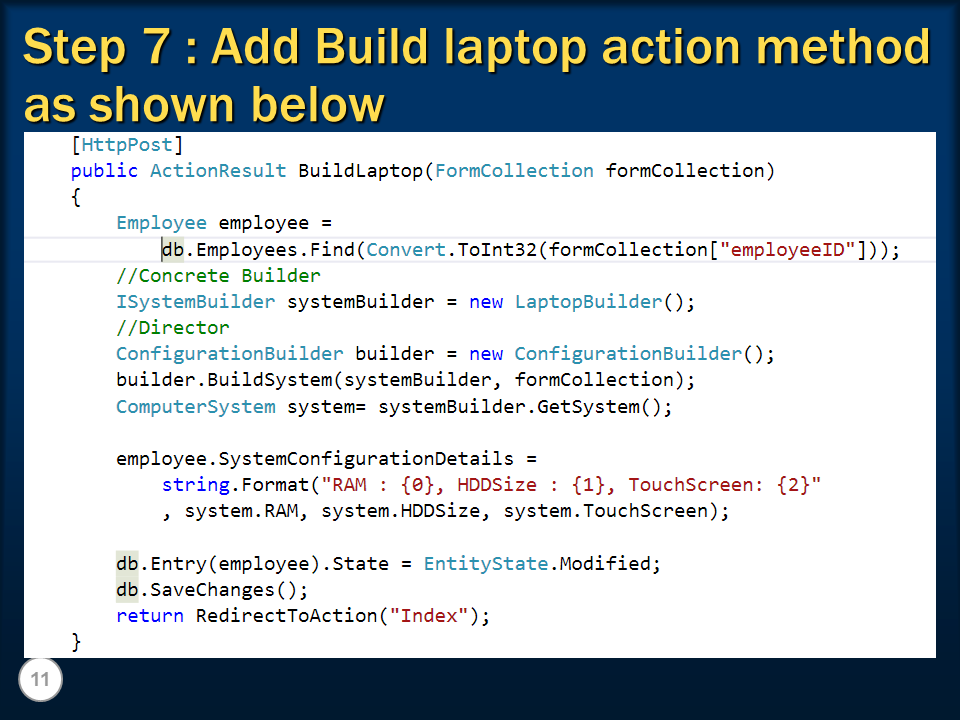 Step 7 : Add Build laptop action method
as shown below
[HttpPost]
public ActionResult BuildLaptop(FormCollection formCollection)
{
Employee employee =
db.Employees.Find(Convert.ToInt32(formCollection["employeeID"]));
//Concrete Builder
ISystemBuilder systemBuilder = new LaptopBuilder();
//Director
ConfigurationBuilder builder = new ConfigurationBuilder();
builder.BuildSystem(systemBuilder, formCollection);
ComputerSystem system= systemBuilder.GetSystem();
employee.SystemConfigurationDetails =
string.Format("RAM : {0}, HDDSize : {1}, TouchScreen: {2}"
, system.RAM, system.HDDSize, system.TouchScreen);
db.Entry(employee).State = EntityState.Modified;
db.SaveChanges();
return RedirectToAction("Index");
}
11